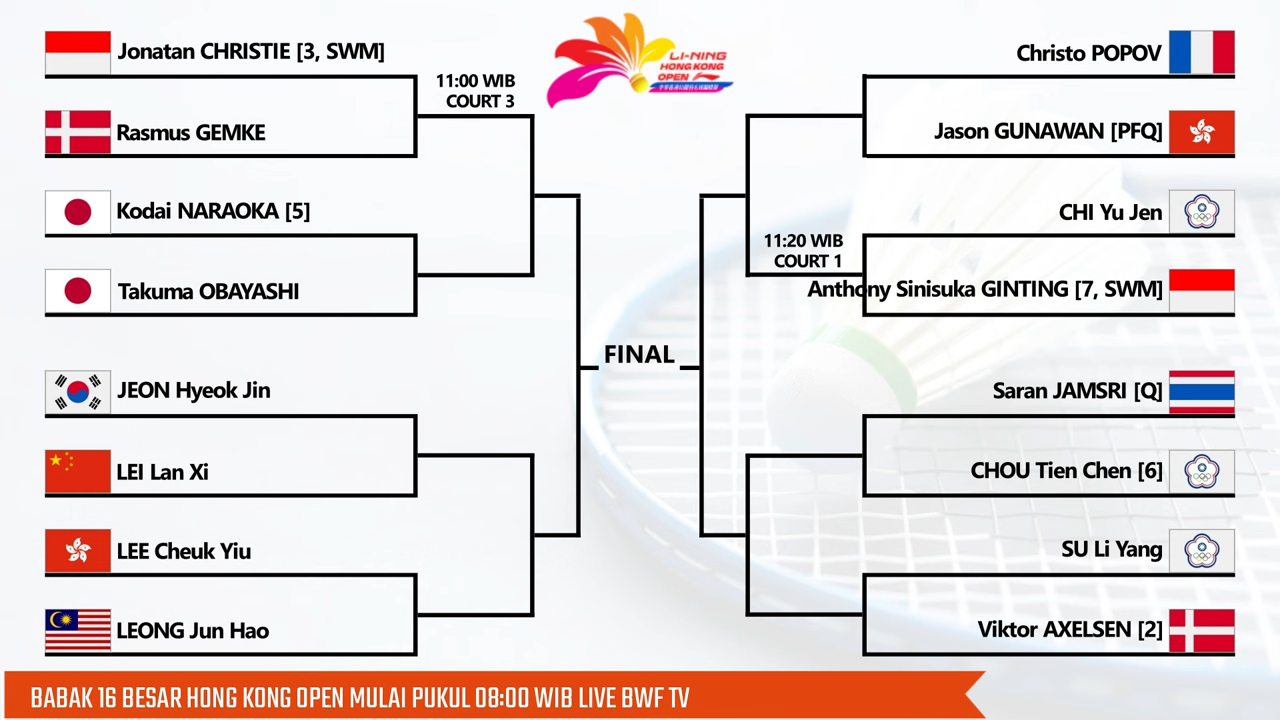 Jonatan CHRISTIE [3, SWM]
Rasmus GEMKE
Kodai NARAOKA [5]
Takuma OBAYASHI
JEON Hyeok Jin
LEI Lan Xi
LEE Cheuk Yiu
LEONG Jun Hao
11:00 WIB
COURT 3
LI-NING
HONG KONG
OPEN
FINAL
Christo POPOV
Jason GUNAWAN [PFQ]
CHI Yu Jen
11:20 WIB
COURT 1
Anthony Sinisuka GINTING [7, SWM]
Saran JAMSRI [Q]
CHOU Tien Chen [6]
SU Li Yang
Viktor AXELSEN [2]
BABAK 16 BESAR HONG KONG OPEN MULAI PUKUL 08:00 WIB LIVE BWF TV